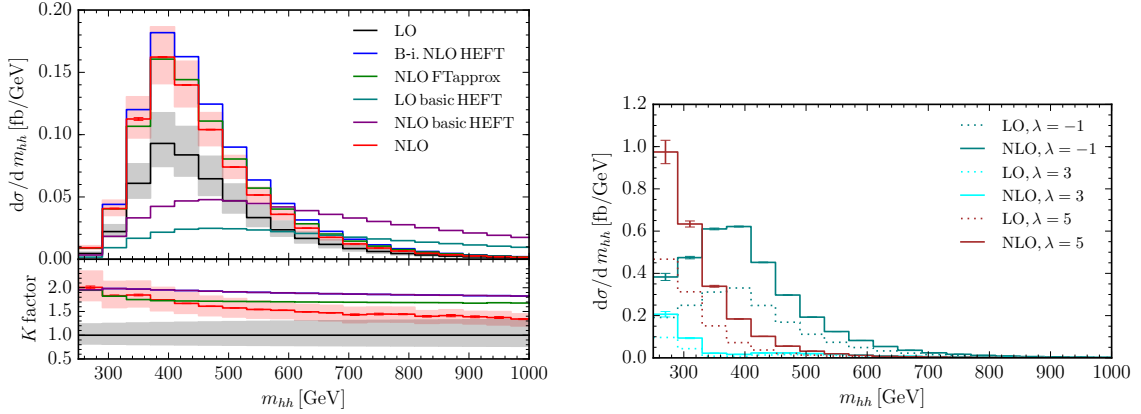 0.20
0.15
0.10
0.05
0.00
dσ/d m_hh [fb/GeV]
LO
B-i. NLO HEFT
NLO FTapprox
LO basic HEFT
NLO basic HEFT
NLO
2.0
1.5
1.0
0.5
K factor
300 400 500 600 700 800 900 1000
m_hh [GeV]
1.2
1.0
0.8
0.6
0.4
0.2
0.0
dσ/d m_hh [fb/GeV]
LO, λ = −1
NLO, λ = −1
LO, λ = 3
NLO, λ = 3
LO, λ = 5
NLO, λ = 5
300 400 500 600 700 800 900 1000
m_hh [GeV]